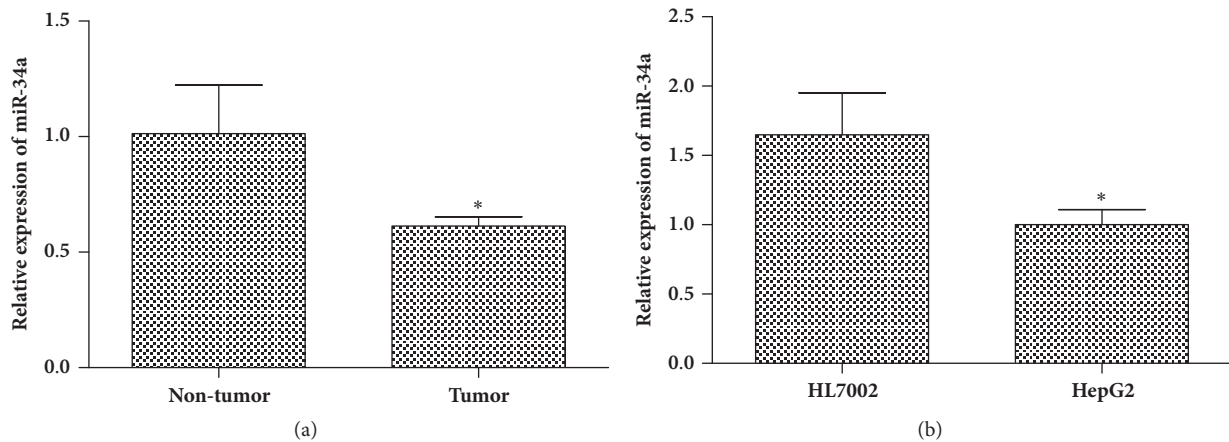 Relative expression of miR-34a
1.5
1.0
0.5
0.0
*
Non-tumor
Tumor
(a)
Relative expression of miR-34a
2.5
2.0
1.5
1.0
0.5
0.0
*
HL7002
HepG2
(b)